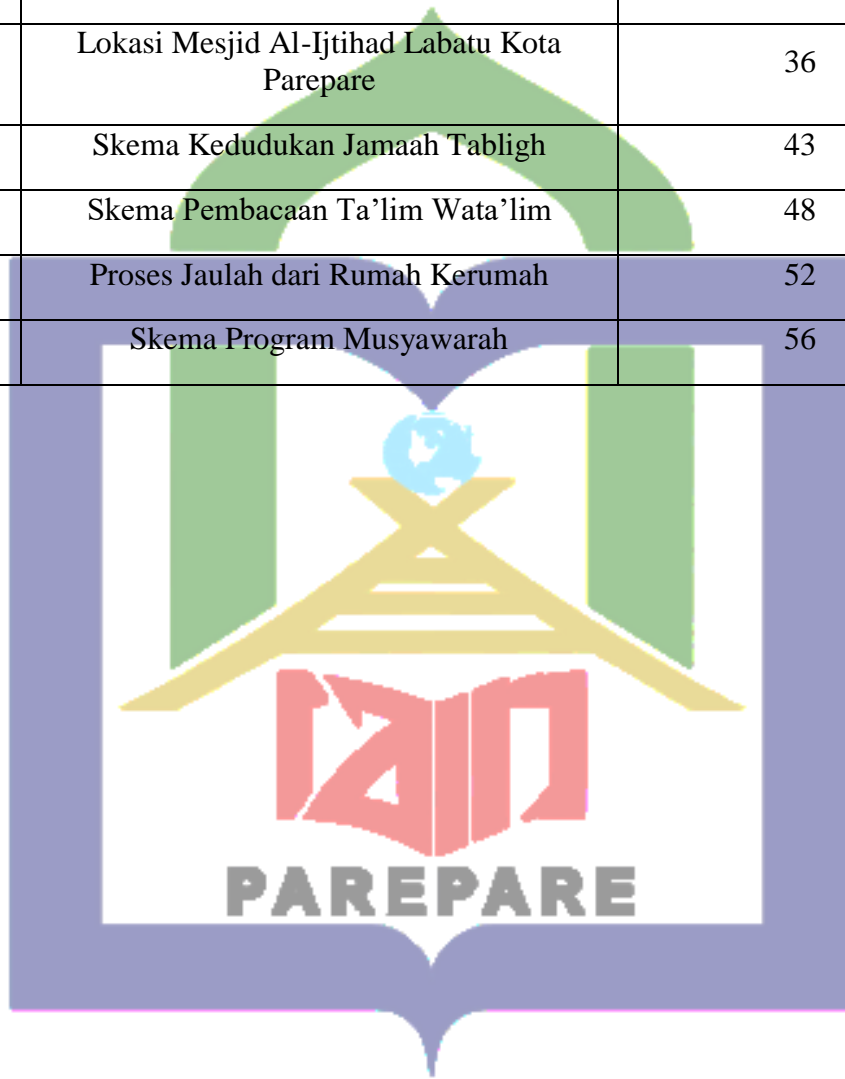 Lokasi Mesjid Al-Ijtihad Labatu Kota
Parepare
36
Skema Kedudukan Jamaah Tabligh 43
Skema Pembacaan Ta’lim Wata’lim 48
Proses Jaulah dari Rumah Kerumah 52
Skema Program Musyawarah 56
iain
PAREPARE